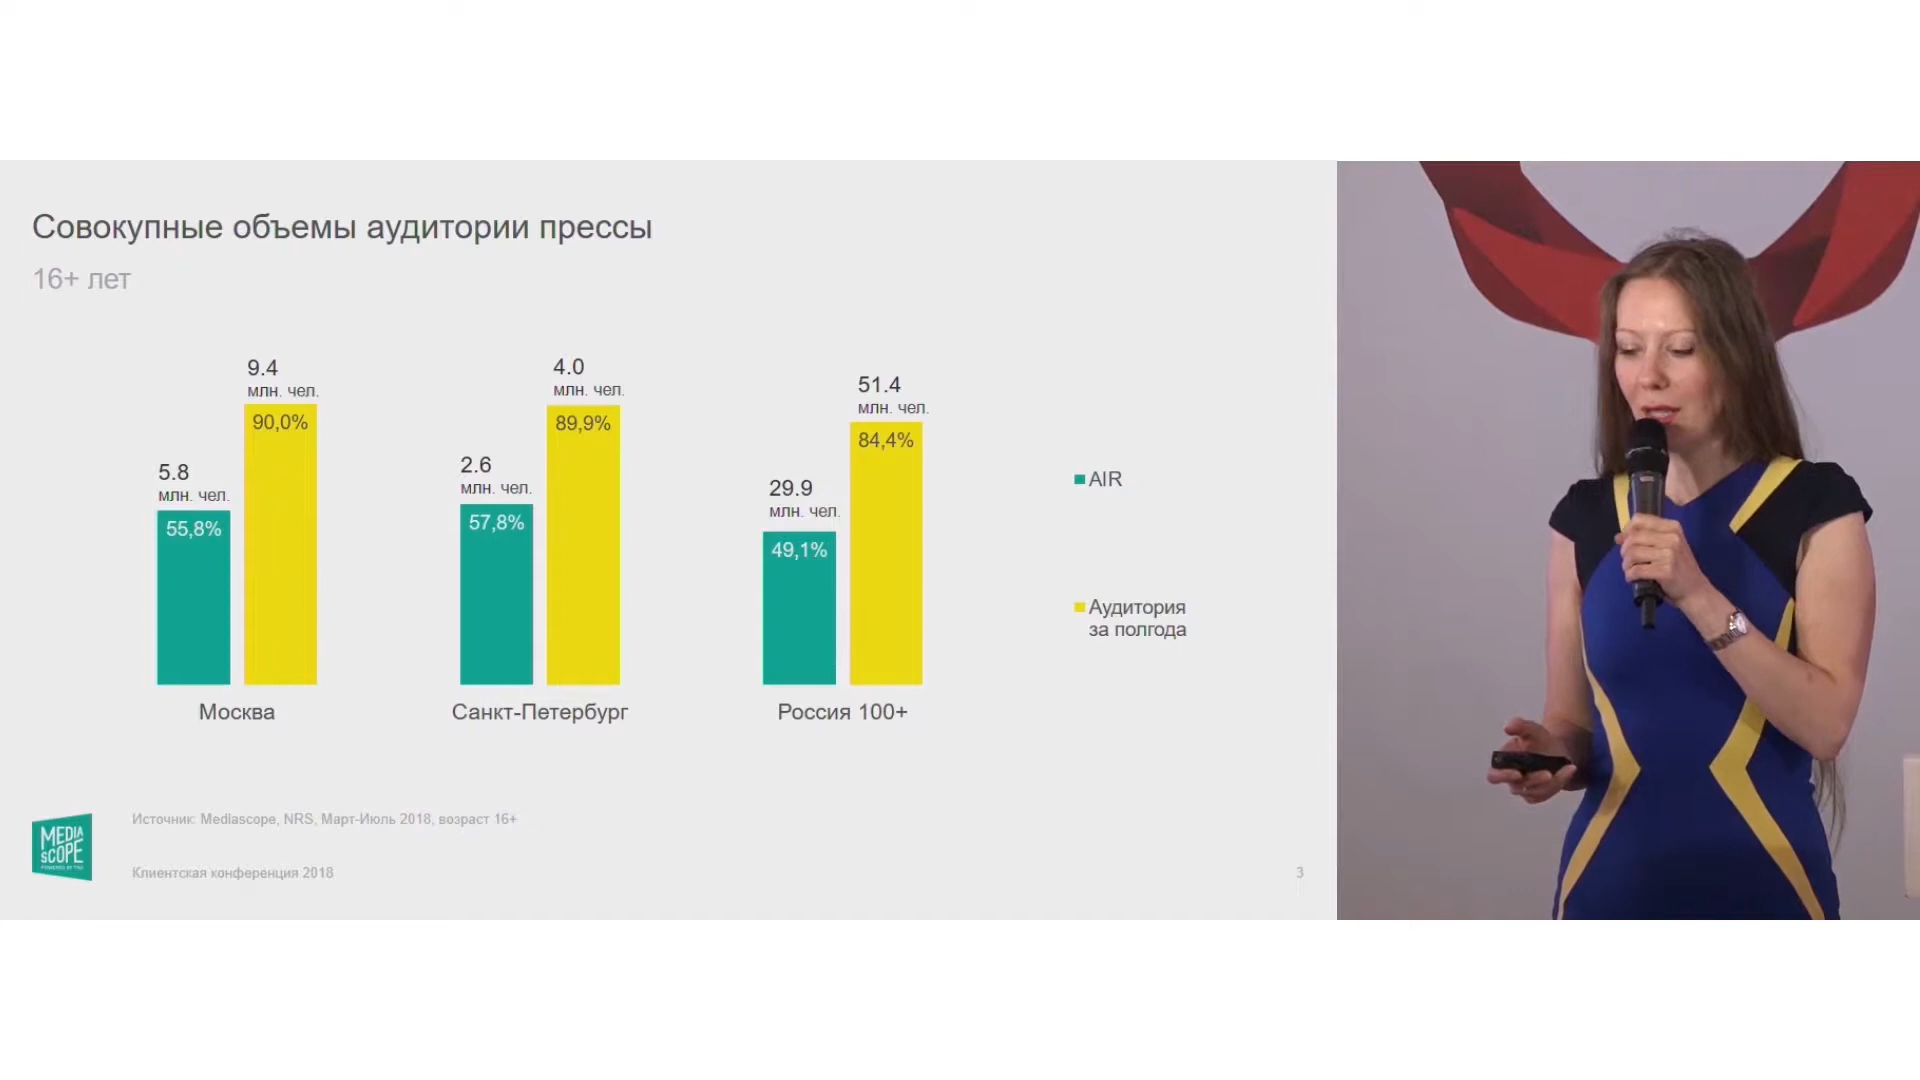 Совокупные объемы аудитории прессы
16+ лет
9.4
млн. чел.
90,0%
5.8
млн. чел.
55,8%
Москва
4.0
млн. чел.
89,9%
2.6
млн. чел.
57,8%
Санкт-Петербург
51.4
млн. чел.
84,4%
29.9
млн. чел.
49,1%
Россия 100+
AIR
Аудитория
за полгода
MEDIA
SCOPE
Источник: Mediascope, NRS, Март-Июль 2018, возраст 16+
Клиентская конференция 2018
3